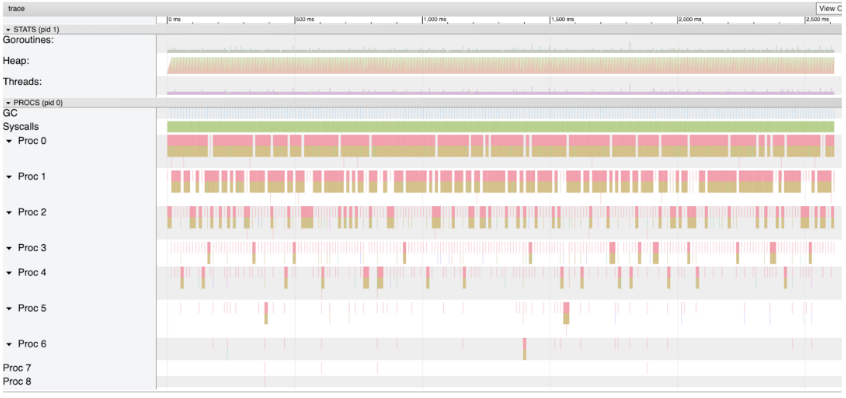 trace
View C
0 ms
500 ms
1,000 ms
1,500 ms
2,000 ms
2,500 ms
STATS (pid 1)
Goroutines:
Heap:
Threads:
PROCS (pid 0)
GC
Syscalls
Proc 0
Proc 1
Proc 2
Proc 3
Proc 4
Proc 5
Proc 6
Proc 7
Proc 8